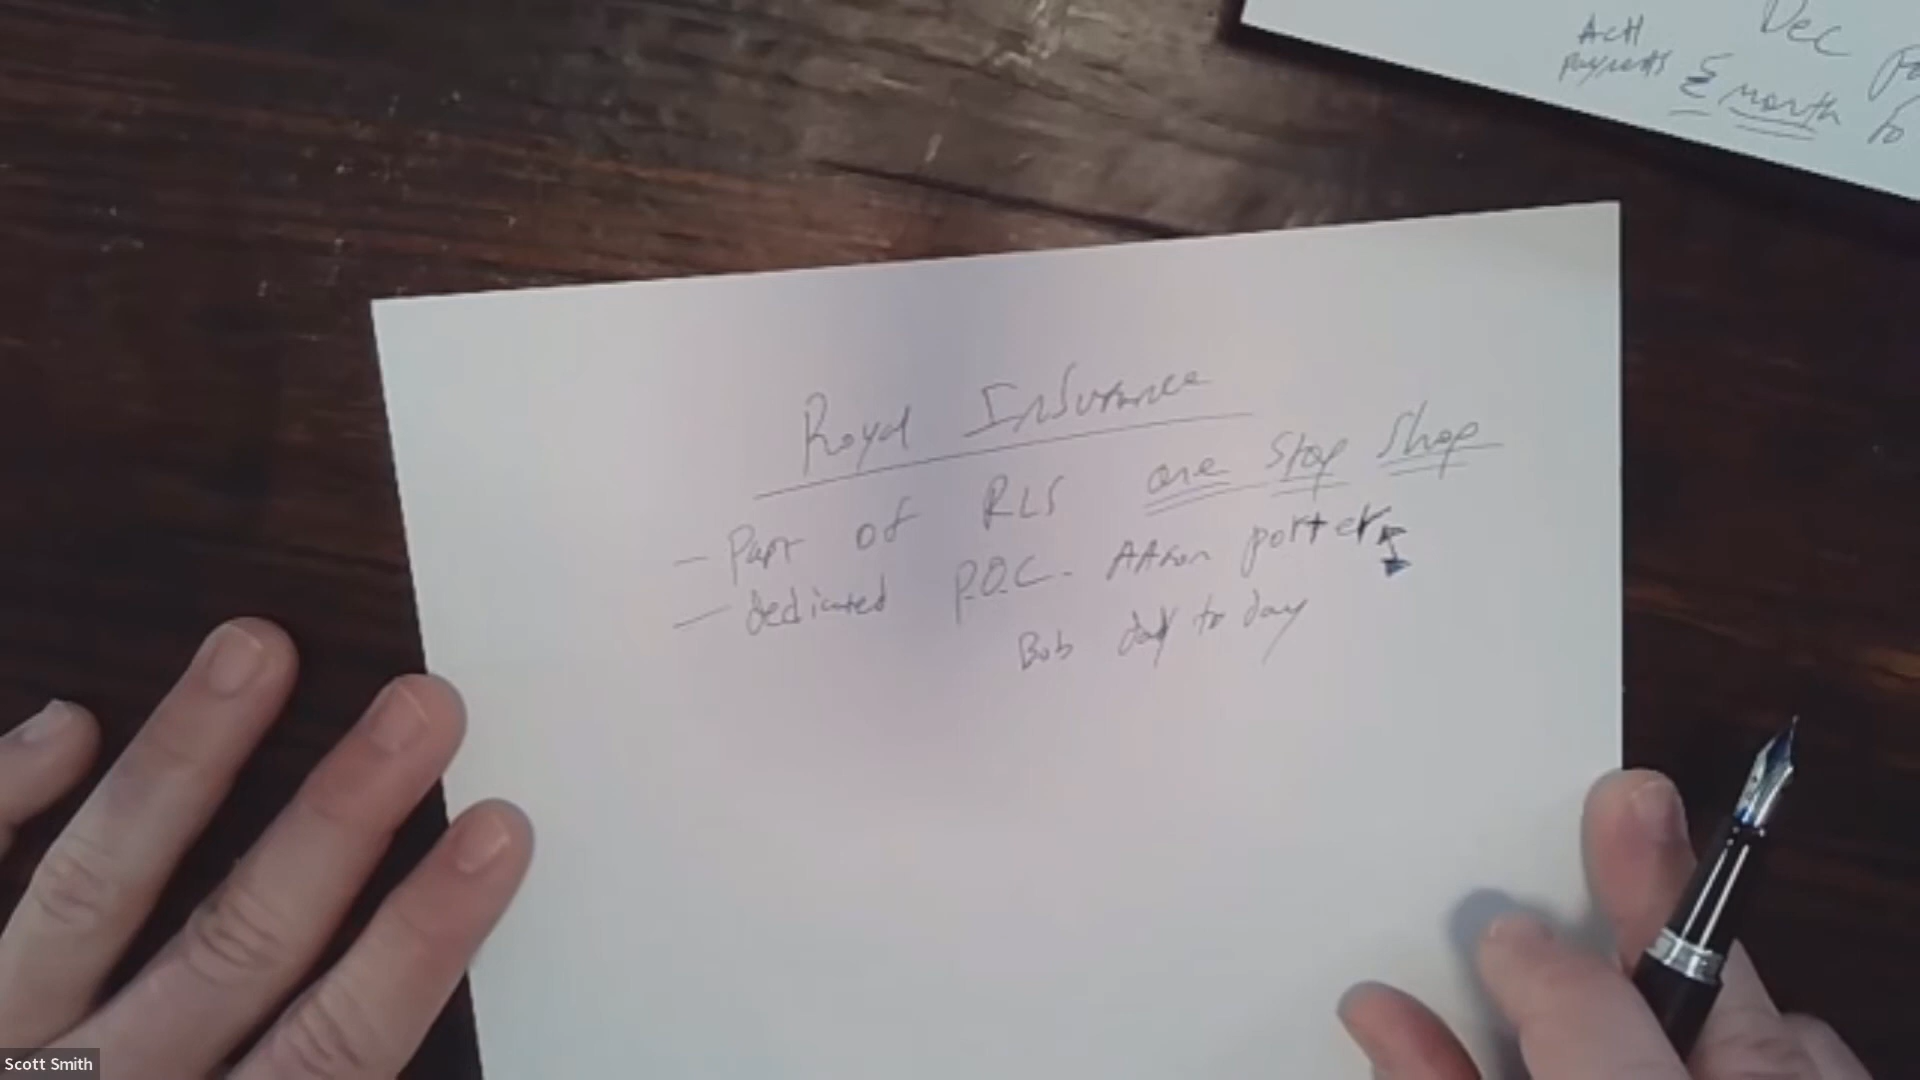 ACH Dec
payments & month
Royal Insurance
- Part of RLS one stop shop
- dedicated P.O.C. - AAron porter
Bob day to day
Scott Smith